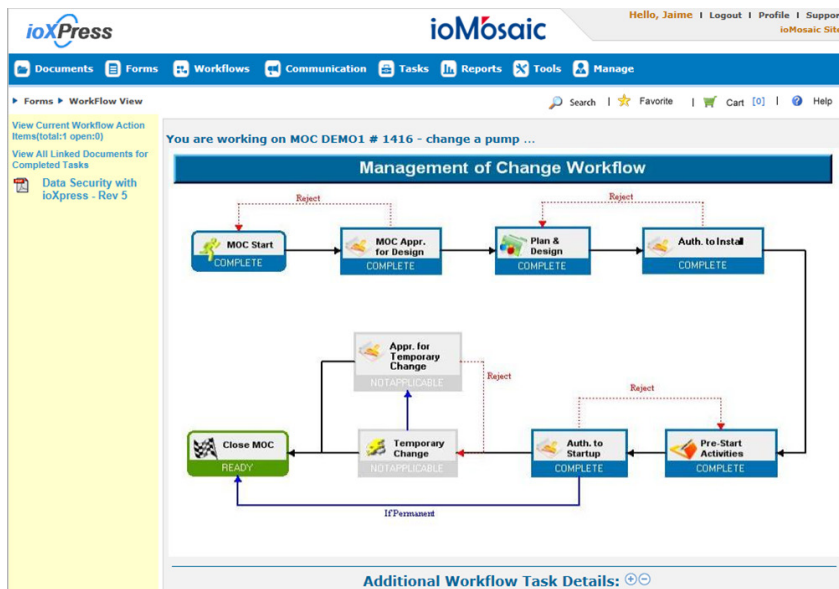 ioXPress
ioMosaic
Hello, Jaime I Logout I Profile I Suppor
ioMosaic Site
Documents Forms Workflows Communication Tasks Reports Tools Manage
Forms WorkFlow View
Search I Favorite I Cart [0] I Help
View Current Workflow Action
Items(total:1 open:0)
View All Linked Documents for
Completed Tasks
Data Security with
ioXpress - Rev 5
You are working on MOC DEMO1 # 1416 - change a pump ...
Management of Change Workflow
Reject
Reject
MOC Start
COMPLETE
MOC Appr.
for Design
COMPLETE
Plan &
Design
COMPLETE
Auth. to Install
COMPLETE
Appr. for
Temporary
Change
NOTAPPLICABLE
Reject
Reject
Close MOC
READY
Temporary
Change
NOTAPPLICABLE
Auth. to
Startup
COMPLETE
Pre-Start
Activities
COMPLETE
If Permanent
Additional Workflow Task Details: